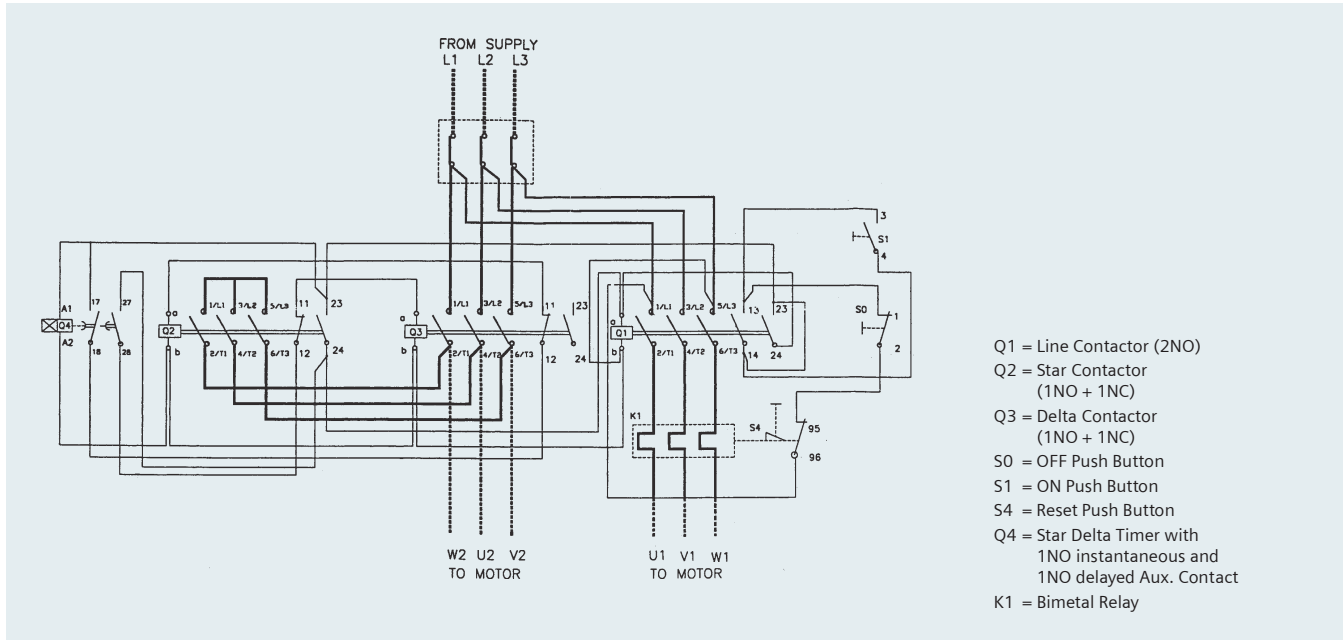 FROM SUPPLY
L1 L2 L3
3
S1
4
A1
Q4
A2
17
18
27
28
a
Q2
b
1/L1 3/L2 5/L3
2/T1 4/T2 6/T3
11
12
23
24
a
Q3
b
1/L1 3/L2 5/L3
2/T1 4/T2 6/T3
11
12
23
24
a
Q1
b
1/L1 3/L2 5/L3
2/T1 4/T2 6/T3
13
14
23
24
S0
1
2
K1
S4
95
96
W2 U2 V2
TO MOTOR
U1 V1 W1
TO MOTOR
Q1 = Line Contactor (2NO)
Q2 = Star Contactor
(1NO + 1NC)
Q3 = Delta Contactor
(1NO + 1NC)
S0 = OFF Push Button
S1 = ON Push Button
S4 = Reset Push Button
Q4 = Star Delta Timer with
1NO instantaneous and
1NO delayed Aux. Contact
K1 = Bimetal Relay